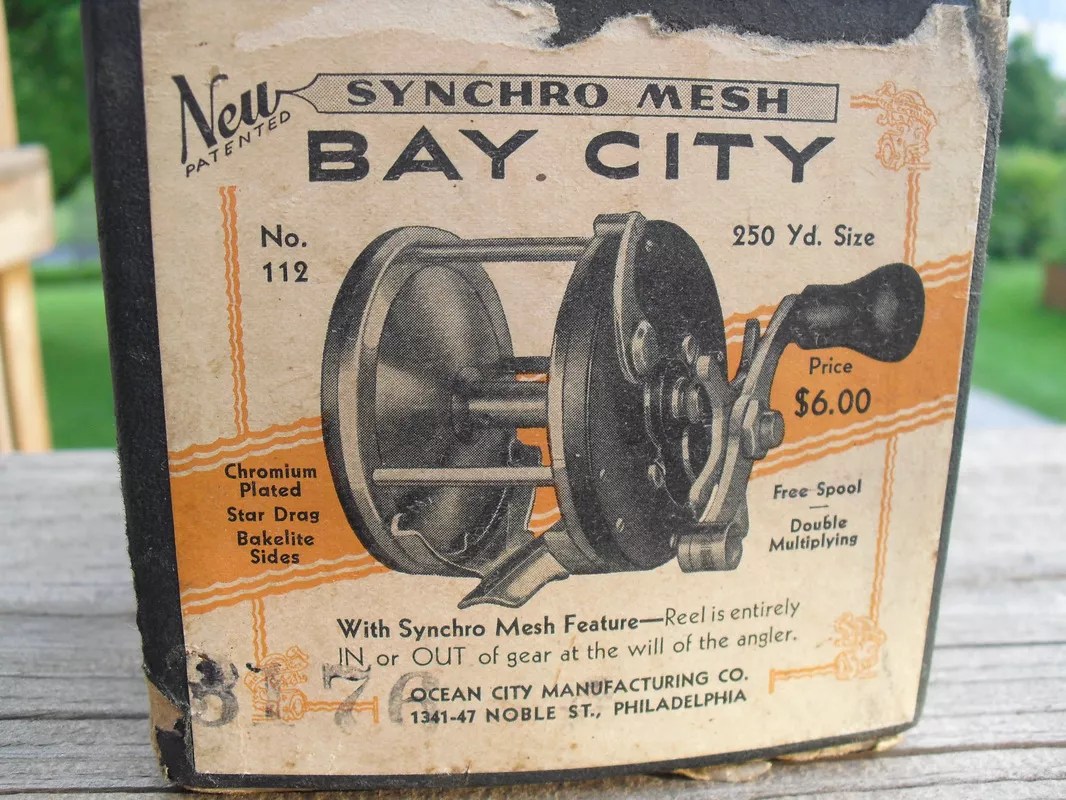 New SYNCHRO MESH
PATENTED
BAY CITY
No.
112
250 Yd. Size
Price
$6.00
Chromium
Plated
Star Drag
Bakelite
Sides
Free Spool
Double
Multiplying
With Synchro Mesh Feature—Reel is entirely
IN or OUT of gear at the will of the angler.
OCEAN CITY MANUFACTURING CO.
1341-47 NOBLE ST., PHILADELPHIA